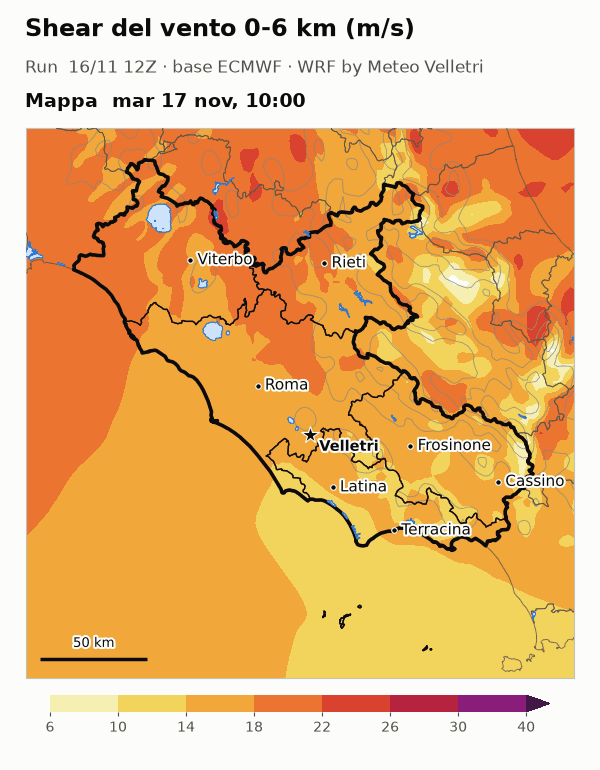 Shear del vento 0-6 km (m/s)
Run  16/11 12Z · base ECMWF · WRF by Meteo Velletri
Mappa  mar 17 nov, 10:00
Viterbo
Rieti
Roma
Velletri
Frosinone
Cassino
Latina
Terracina
50 km
6 10 14 18 22 26 30 40